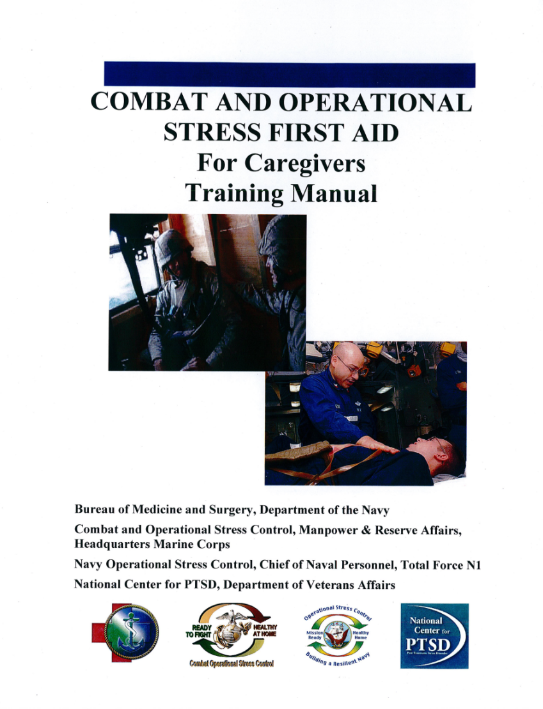 COMBAT AND OPERATIONAL
STRESS FIRST AID
For Caregivers
Training Manual
Bureau of Medicine and Surgery, Department of the Navy
Combat and Operational Stress Control, Manpower & Reserve Affairs,
Headquarters Marine Corps
Navy Operational Stress Control, Chief of Naval Personnel, Total Force N1
National Center for PTSD, Department of Veterans Affairs
READY
TO FIGHT
HEALTHY
AT HOME
Combat Operational Stress Control
Operational Stress Control
Mission
Ready
Healthy
Home
Building a Resilient Navy
National
Center for
PTSD